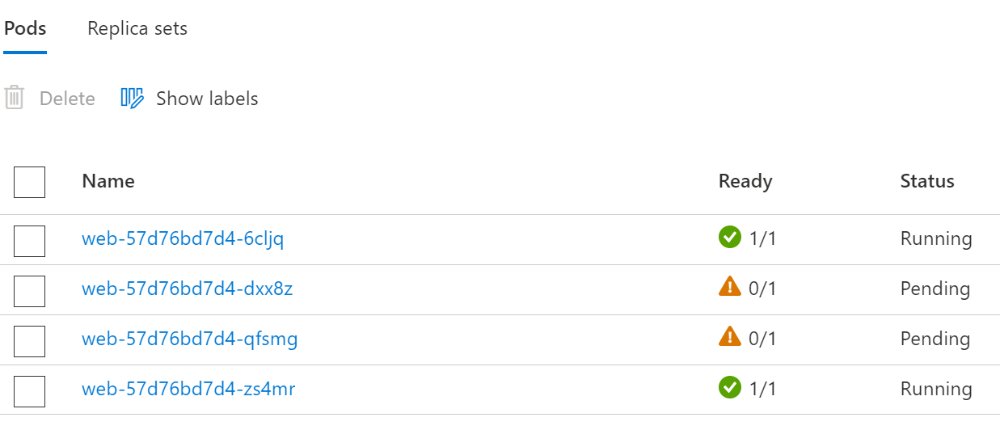 Pods Replica sets
Delete Show labels
Name Ready Status
web-57d76bd7d4-6cljq 1/1 Running
web-57d76bd7d4-dxx8z 0/1 Pending
web-57d76bd7d4-qfsmg 0/1 Pending
web-57d76bd7d4-zs4mr 1/1 Running